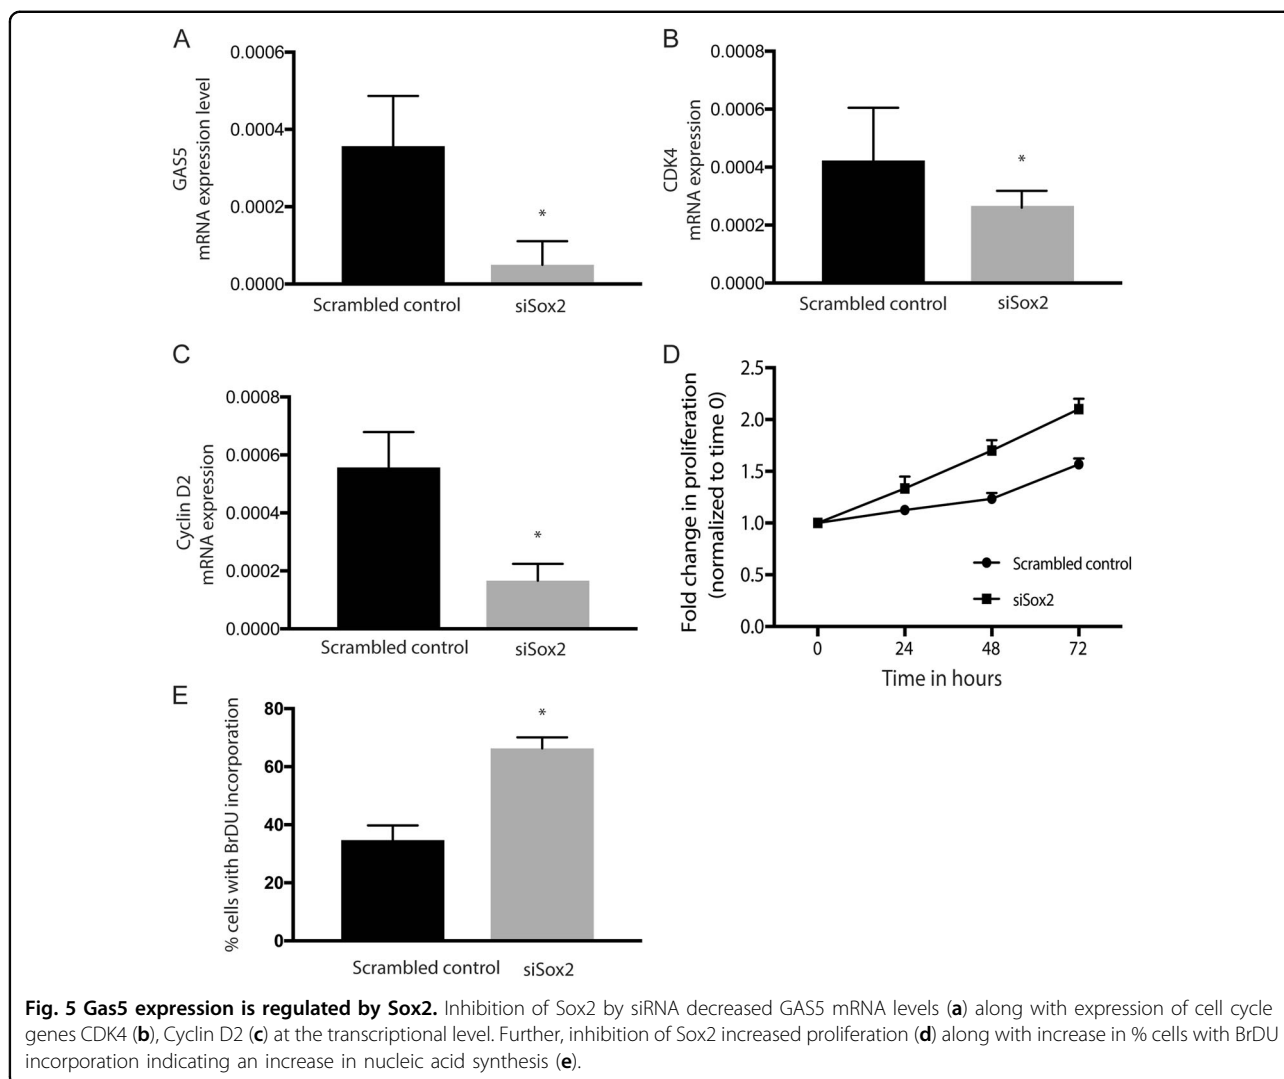 A
0.0006
0.0004
0.0002
0.0000
GAS5
mRNA expression level
*
Scrambled control
siSox2
B
0.0008
0.0006
0.0004
0.0002
0.0000
CDK4
mRNA expression
*
Scrambled control
siSox2
C
0.0008
0.0006
0.0004
0.0002
0.0000
Cyclin D2
mRNA expression
*
Scrambled control
siSox2
D
2.5
2.0
1.5
1.0
0.5
0.0
Fold change in proliferation
(normalized to time 0)
Scrambled control
siSox2
0 24 48 72
Time in hours
E
80
60
40
20
0
% cells with BrDU incorporation
*
Scrambled control
siSox2
Fig. 5 Gas5 expression is regulated by Sox2. Inhibition of Sox2 by siRNA decreased GAS5 mRNA levels (a) along with expression of cell cycle
genes CDK4 (b), Cyclin D2 (c) at the transcriptional level. Further, inhibition of Sox2 increased proliferation (d) along with increase in % cells with BrDU
incorporation indicating an increase in nucleic acid synthesis (e).